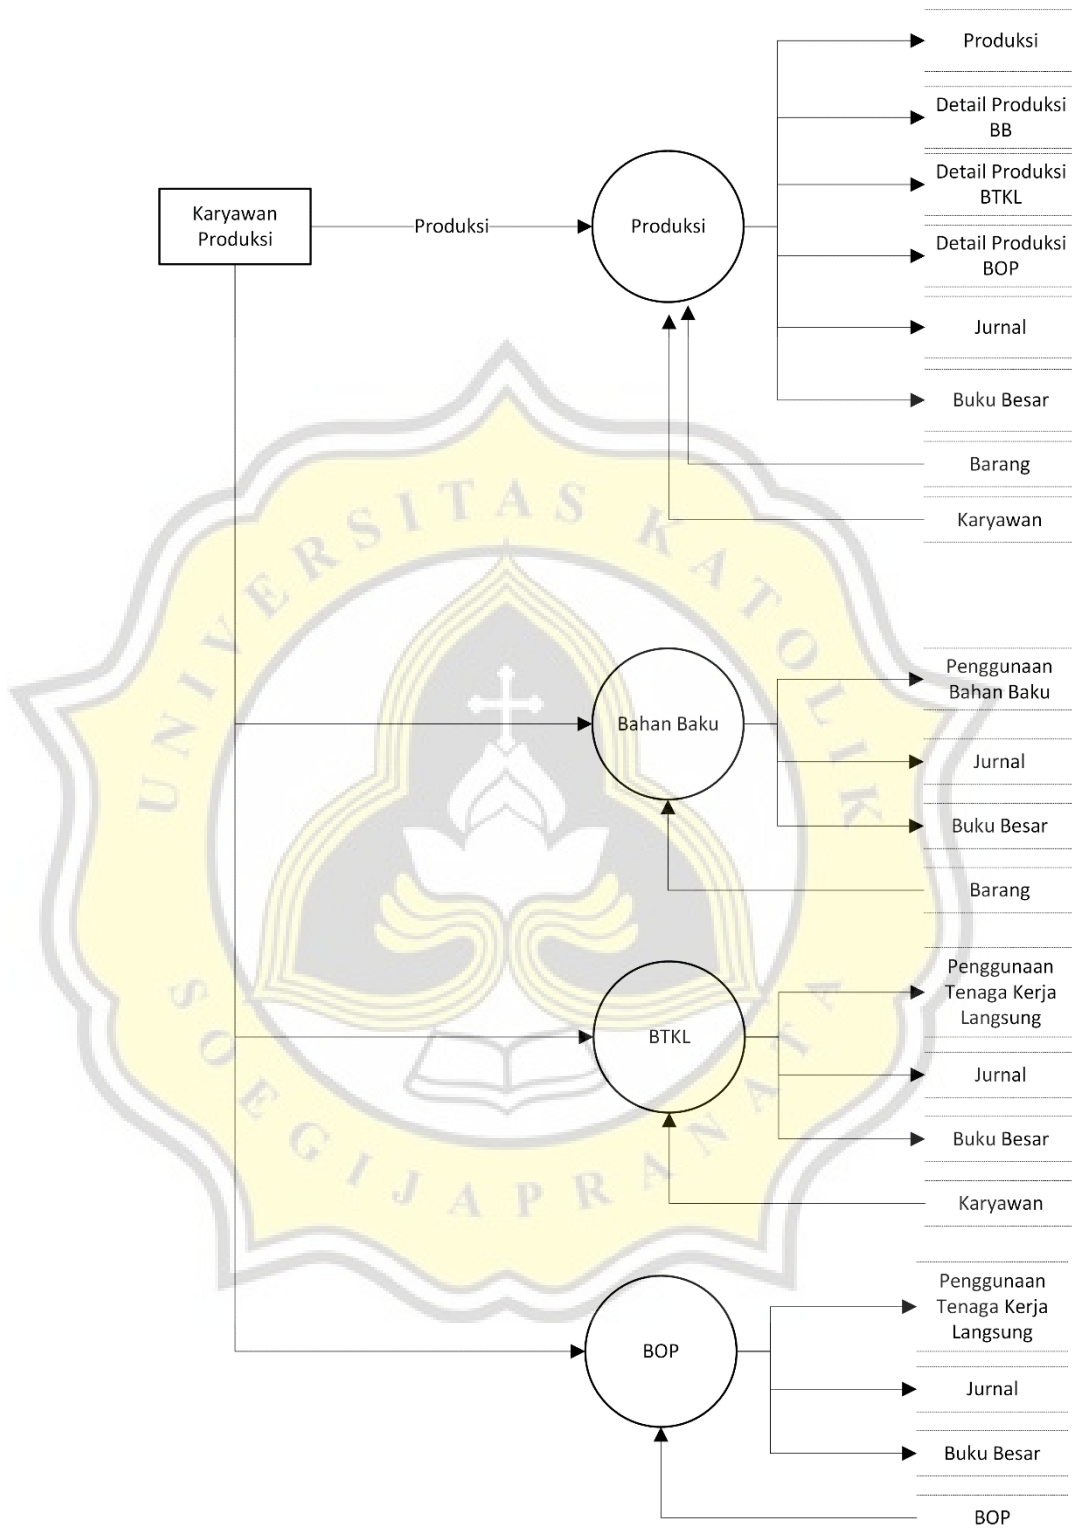 Produksi
Detail Produksi
BB
Detail Produksi
BTKL
Karyawan
Produksi
Produksi
Produksi
Detail Produksi
BOP
Jurnal
Buku Besar
Barang
Karyawan
UNIVERSITAS KATOLIK
Penggunaan
Bahan Baku
Bahan Baku
Jurnal
Buku Besar
Barang
Penggunaan
Tenaga Kerja
Langsung
BTKL
Jurnal
Buku Besar
Karyawan
SOEGIJAPRANATA
Penggunaan
Tenaga Kerja
Langsung
BOP
Jurnal
Buku Besar
BOP